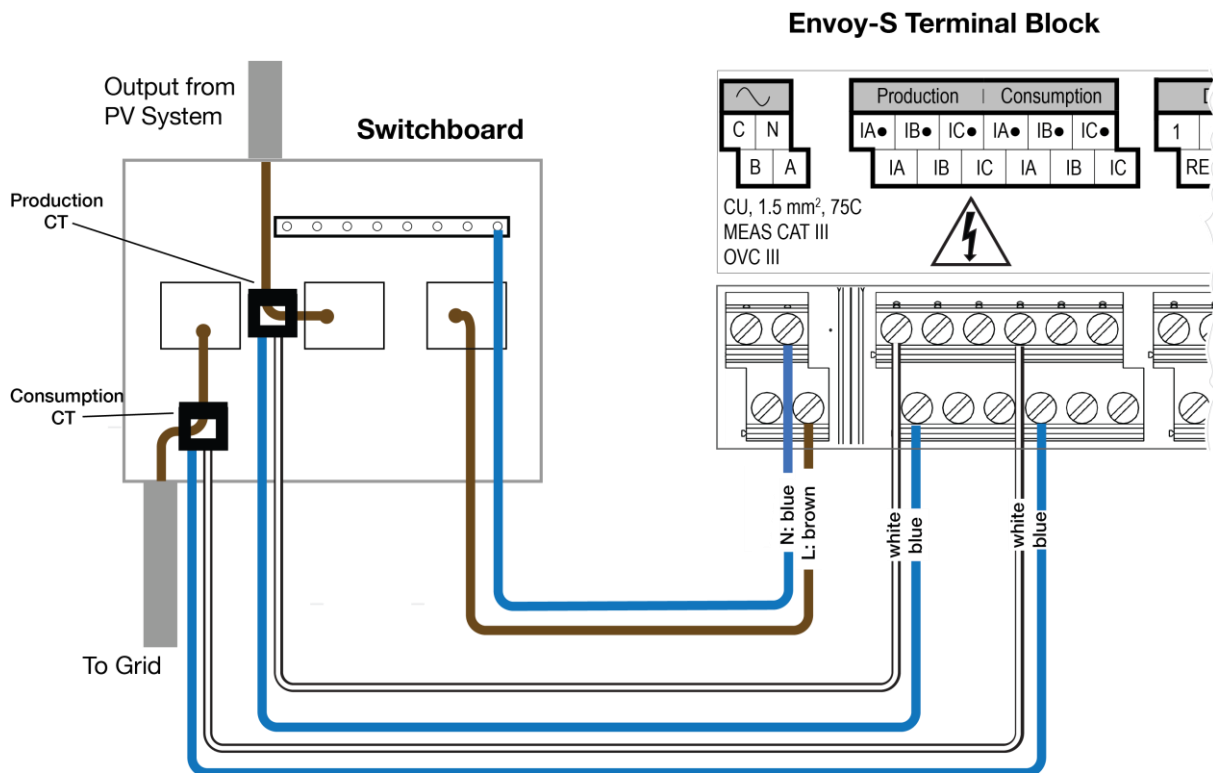 Envoy-S Terminal Block
Output from
PV System
Switchboard
Production
CT
Consumption
CT
To Grid
C N
B A
Production | Consumption
IA● IB● IC● IA● IB● IC●
IA IB IC IA IB IC
1
CU, 1.5 mm², 75C
MEAS CAT III
OVC III
N: blue
L: brown
white
blue
white
blue